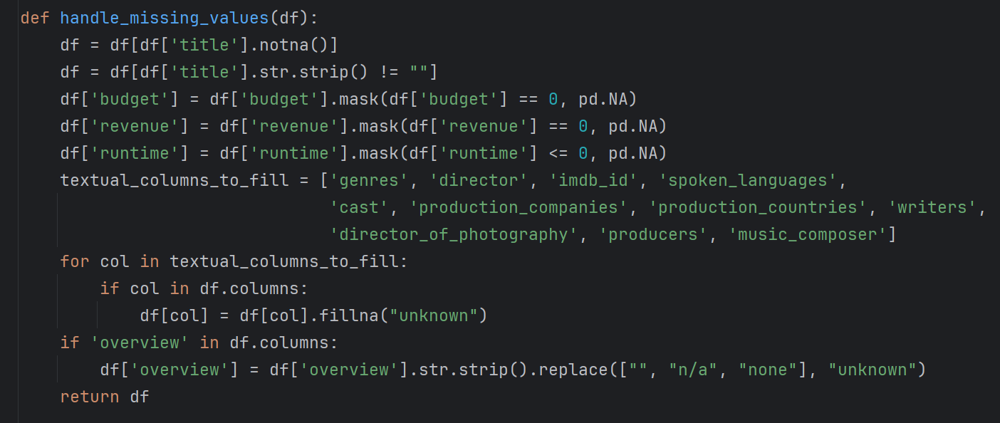 def handle_missing_values(df):
    df = df[df['title'].notna()]
    df = df[df['title'].str.strip() != ""]
    df['budget'] = df['budget'].mask(df['budget'] == 0, pd.NA)
    df['revenue'] = df['revenue'].mask(df['revenue'] == 0, pd.NA)
    df['runtime'] = df['runtime'].mask(df['runtime'] <= 0, pd.NA)
    textual_columns_to_fill = ['genres', 'director', 'imdb_id', 'spoken_languages',
                               'cast', 'production_companies', 'production_countries', 'writers',
                               'director_of_photography', 'producers', 'music_composer']
    for col in textual_columns_to_fill:
        if col in df.columns:
            df[col] = df[col].fillna("unknown")
    if 'overview' in df.columns:
        df['overview'] = df['overview'].str.strip().replace(["", "n/a", "none"], "unknown")
    return df